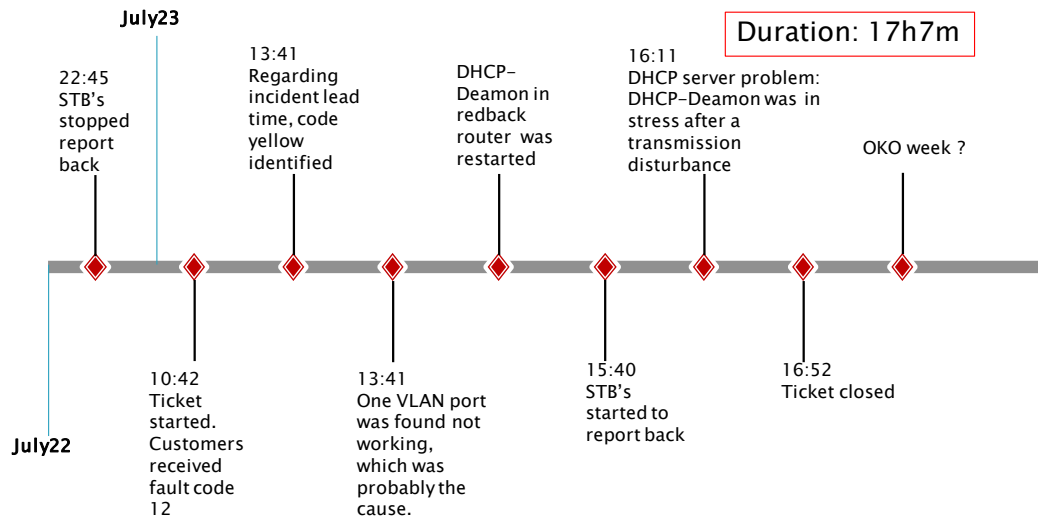 July23
Duration: 17h7m
22:45
STB's
stopped
report
back
13:41
Regarding
incident lead
time, code
yellow
identified
DHCP-
Deamon in
redback
router was
restarted
16:11
DHCP server problem:
DHCP-Deamon was in
stress after a
transmission
disturbance
OKO week ?
July22
10:42
Ticket
started.
Customers
received
fault code
12
13:41
One VLAN port
was found not
working,
which was
probably the
cause.
15:40
STB's
started to
report back
16:52
Ticket closed